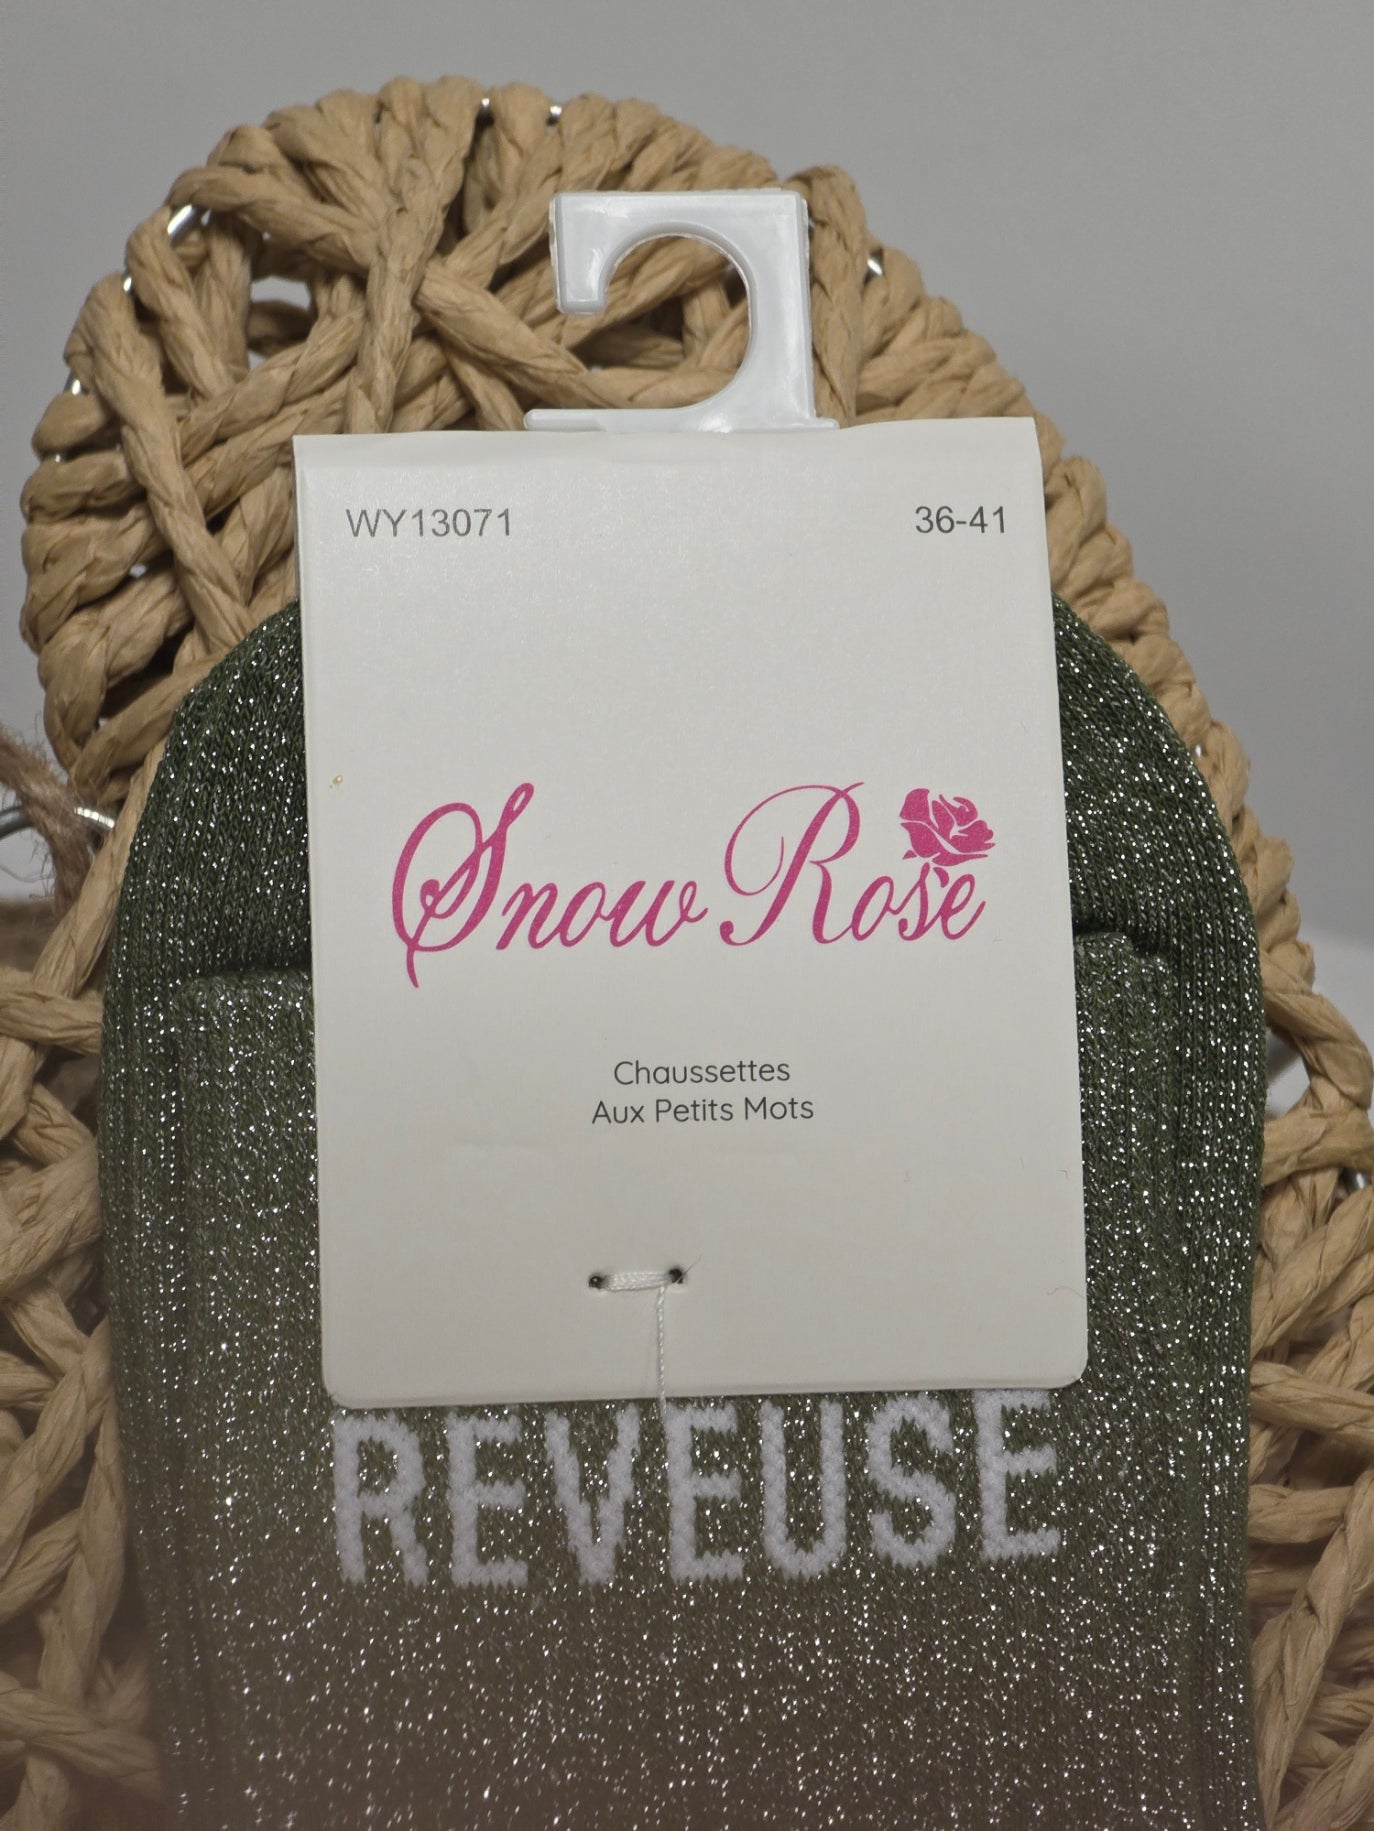 WY13071 36-41
Snow Rose
Chaussettes
Aux Petits Mots
REVEUSE